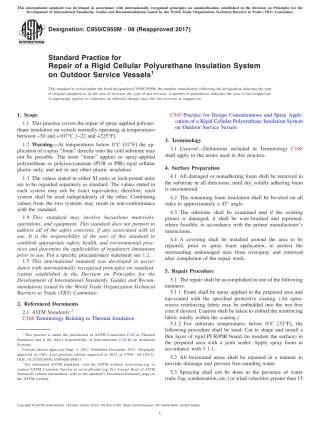 This international standard was developed in accordance with internationally recognized principles on standardization established in the Decision on Principles for the
Development of International Standards, Guides and Recommendations issued by the World Trade Organization Technical Barriers to Trade (TBT) Committee.
Designation: C950/C950M – 08 (Reapproved 2017)
Standard Practice for
Repair of a Rigid Cellular Polyurethane Insulation System
on Outdoor Service Vessels¹
This standard is issued under the fixed designation C950/C950M; the number immediately following the designation indicates the year
of original adoption or, in the case of revision, the year of last revision. A number in parentheses indicates the year of last reapproval.
A superscript epsilon (ε) indicates an editorial change since the last revision or reapproval.
1. Scope
1.1 This practice covers the repair of spray-applied polyure-
thane insulation on vessels normally operating at temperatures
between −30 and +107°C [−22 and +225°F].
1.2 Warning—At temperatures below 0°C [32°F] the ap-
plication of a spray "foam" directly onto the cold substrate may
not be possible. The term "foam" applies to spray-applied
polyurethane or polyisocyanurate (PUR or PIR) rigid cellular
plastic only, and not to any other plastic insulation.
1.3 The values stated in either SI units or inch-pound units
are to be regarded separately as standard. The values stated in
each system may not be exact equivalents; therefore, each
system shall be used independently of the other. Combining
values from the two systems may result in non-conformance
with the standard.
1.4 This standard may involve hazardous materials,
operations, and equipment. This standard does not purport to
address all of the safety concerns, if any, associated with its
use. It is the responsibility of the user of this standard to
establish appropriate safety, health, and environmental prac-
tices and determine the applicability of regulatory limitations
prior to use. For a specific precautionary statement see 1.2.
1.5 This international standard was developed in accor-
dance with internationally recognized principles on standard-
ization established in the Decision on Principles for the
Development of International Standards, Guides and Recom-
mendations issued by the World Trade Organization Technical
Barriers to Trade (TBT) Committee.
2. Referenced Documents
2.1 ASTM Standards:²
C168 Terminology Relating to Thermal Insulation
¹ This practice is under the jurisdiction of ASTM Committee C16 on Thermal
Insulation and is the direct responsibility of Subcommittee C16.40 on Insulation
Systems.
Current edition approved Sept. 1, 2017. Published December 2017. Originally
approved in 1981. Last previous edition approved in 2012 as C950 – 08 (2012).
² For referenced ASTM standards, visit the ASTM website, www.astm.org, or
contact ASTM Customer Service at service@astm.org. For Annual Book of ASTM
Standards volume information, refer to the standard's Document Summary page on
the ASTM website.
C945 Practice for Design Considerations and Spray Appli-
cation of a Rigid Cellular Polyurethane Insulation System
on Outdoor Service Vessels
3. Terminology
3.1 General—Definitions included in Terminology C168
shall apply to the terms used in this practice.
4. Surface Preparation
4.1 All damaged or nonadhering foam shall be removed to
the substrate in all directions, until dry, solidly adhering foam
is encountered.
4.2 The remaining foam insulation shall be beveled on all
sides to approximately a 45° angle.
4.3 The substrate shall be examined and if the existing
primer is damaged, it shall be wire-brushed and reprimed,
where feasible, in accordance with the primer manufacturer's
instructions.
4.4 A covering shall be installed around the area to be
repaired, prior to spray foam application, to protect the
surrounding undamaged area from overspray and removed
after completion of the repair work.
5. Repair Procedure
5.1 The repair shall be accomplished in one of the following
manners.
5.1.1 Foam shall be spray applied to the prepared area and
top-coated with the specified protective coating. (An open-
weave reinforcing fabric may be embedded into the wet first
coat if desired. Caution shall be taken to embed the reinforcing
fabric totally within the coating.)
5.1.2 For substrate temperatures below 0°C [32°F], the
following procedure shall be used: Cut to shape and install a
thin layer of rigid PUR/PIR board (to insulate the surface) in
the prepared area with a joint sealer. Apply spray foam in
accordance with 5.1.1.
5.2 All horizontal areas shall be repaired in a manner to
provide drainage and prevent free-standing water.
5.3 Spraying shall not be done in the presence of water
(rain, fog, condensation, etc.) or wind velocities greater than 15
Copyright © ASTM International, 100 Barr Harbor Drive, PO Box C700, West Conshohocken, PA 19428-2959. United States
1